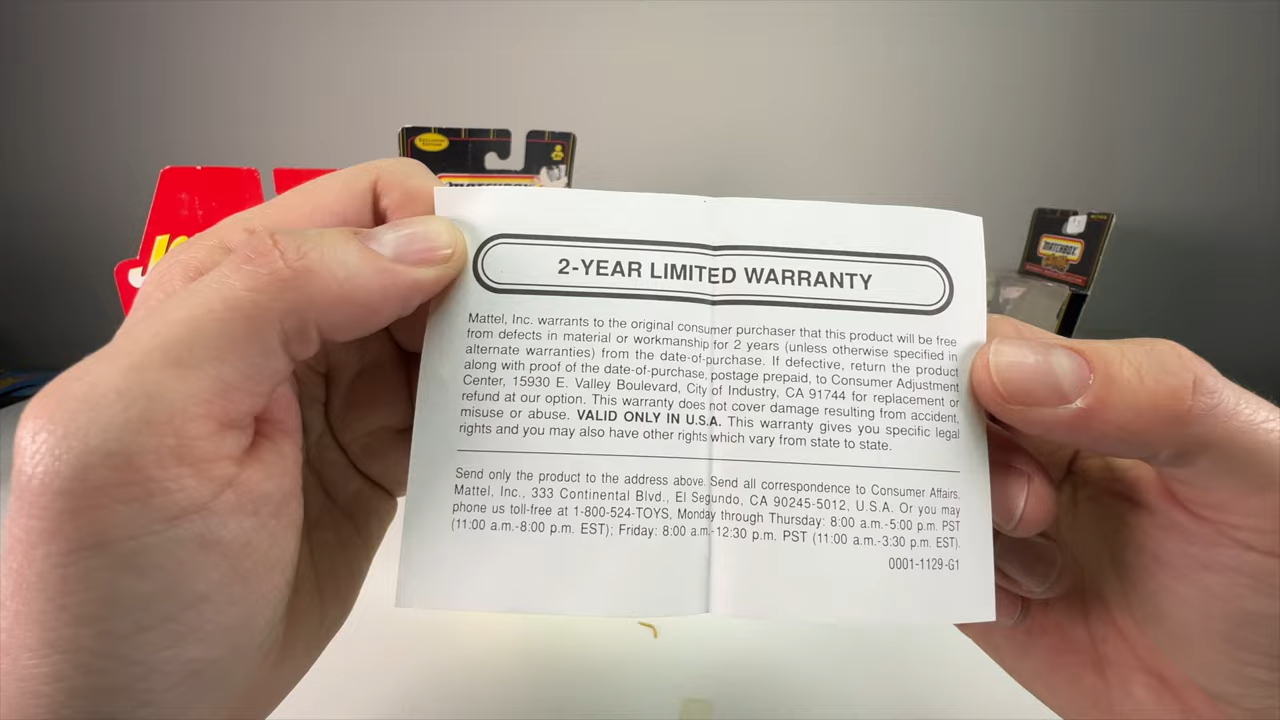 EXCLUSIVE EDITION
MATCHBOX
MATCHBOX
2-YEAR LIMITED WARRANTY
Mattel, Inc. warrants to the original consumer purchaser that this product will be free
from defects in material or workmanship for 2 years (unless otherwise specified in
alternate warranties) from the date-of-purchase. If defective, return the product
along with proof of the date-of-purchase, postage prepaid, to Consumer Adjustment
Center, 15930 E. Valley Boulevard, City of Industry, CA 91744 for replacement or
refund at our option. This warranty does not cover damage resulting from accident,
misuse or abuse. VALID ONLY IN U.S.A. This warranty gives you specific legal
rights and you may also have other rights which vary from state to state.
Send only the product to the address above. Send all correspondence to Consumer Affairs.
Mattel, Inc., 333 Continental Blvd., El Segundo, CA 90245-5012, U.S.A. Or you may
phone us toll-free at 1-800-524-TOYS, Monday through Thursday: 8:00 a.m.-5:00 p.m. PST
(11:00 a.m.-8:00 p.m. EST); Friday: 8:00 a.m.-12:30 p.m. PST (11:00 a.m.-3:30 p.m. EST).
0001-1129-G1